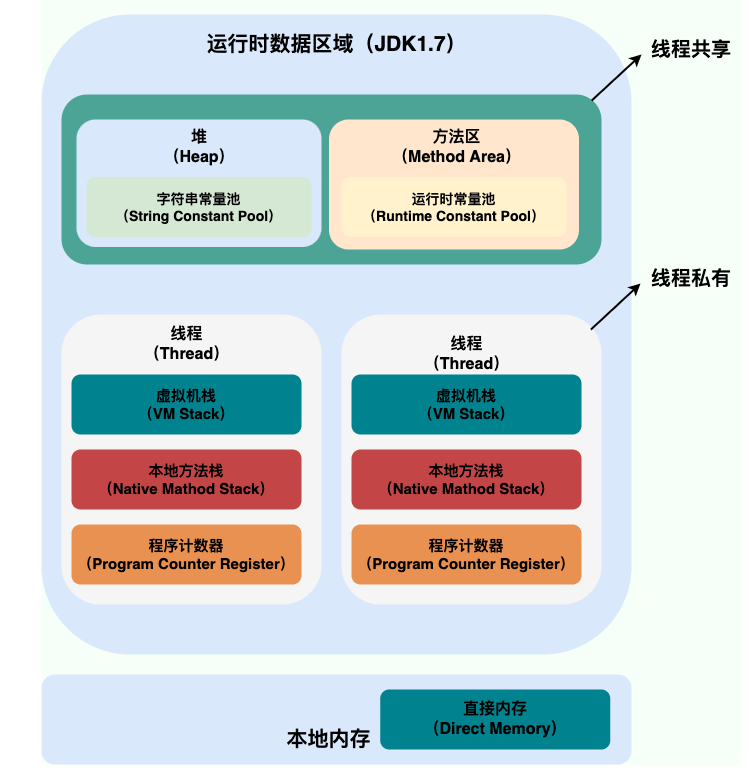 运行时数据区域（JDK1.7）
线程共享
堆
（Heap）
字符串常量池
（String Constant Pool）
方法区
（Method Area）
运行时常量池
（Runtime Constant Pool）
线程私有
线程
（Thread）
虚拟机栈
（VM Stack）
本地方法栈
（Native Mathod Stack）
程序计数器
（Program Counter Register）
线程
（Thread）
虚拟机栈
（VM Stack）
本地方法栈
（Native Mathod Stack）
程序计数器
（Program Counter Register）
本地内存
直接内存
（Direct Memory）